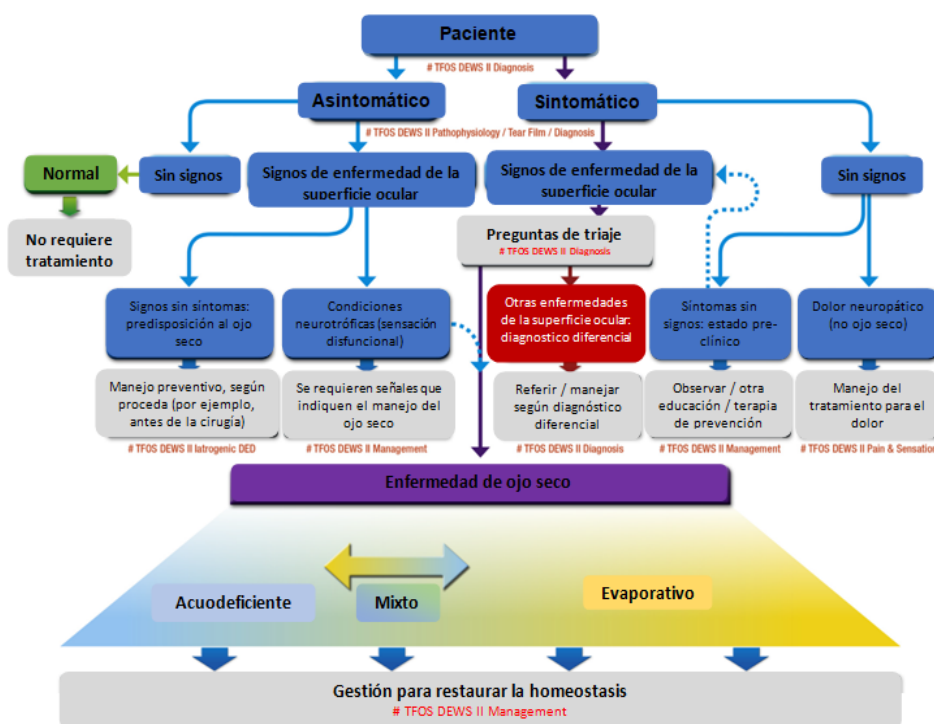 Paciente
# TFOS DEWS II Diagnosis
Asintomático
Sintomático
# TFOS DEWS II Pathophysiology / Tear Film / Diagnosis
Normal
Sin signos
Signos de enfermedad de la
superficie ocular
Signos de enfermedad de la
superficie ocular
Sin signos
No requiere
tratamiento
Preguntas de triaje
# TFOS DEWS II Diagnosis
Signos sin síntomas:
predisposición al ojo
seco
Condiciones
neurotróficas (sensación
disfuncional)
Otras enfermedades
de la superficie ocular:
diagnostico diferencial
Síntomas sin
signos: estado pre-
clínico
Dolor neuropático
(no ojo seco)
Manejo preventivo, según
proceda (por ejemplo,
antes de la cirugía)
Se requieren señales que
indiquen el manejo del
ojo seco
Referir / manejar
según diagnóstico
diferencial
Observar / otra
educación / terapia
de prevención
Manejo del
tratamiento para el
dolor
# TFOS DEWS II Iatrogenic DED
# TFOS DEWS II Management
# TFOS DEWS II Diagnosis
# TFOS DEWS II Management
# TFOS DEWS II Pain & Sensation
Enfermedad de ojo seco
Acuodeficiente
Mixto
Evaporativo
Gestión para restaurar la homeostasis
# TFOS DEWS II Management